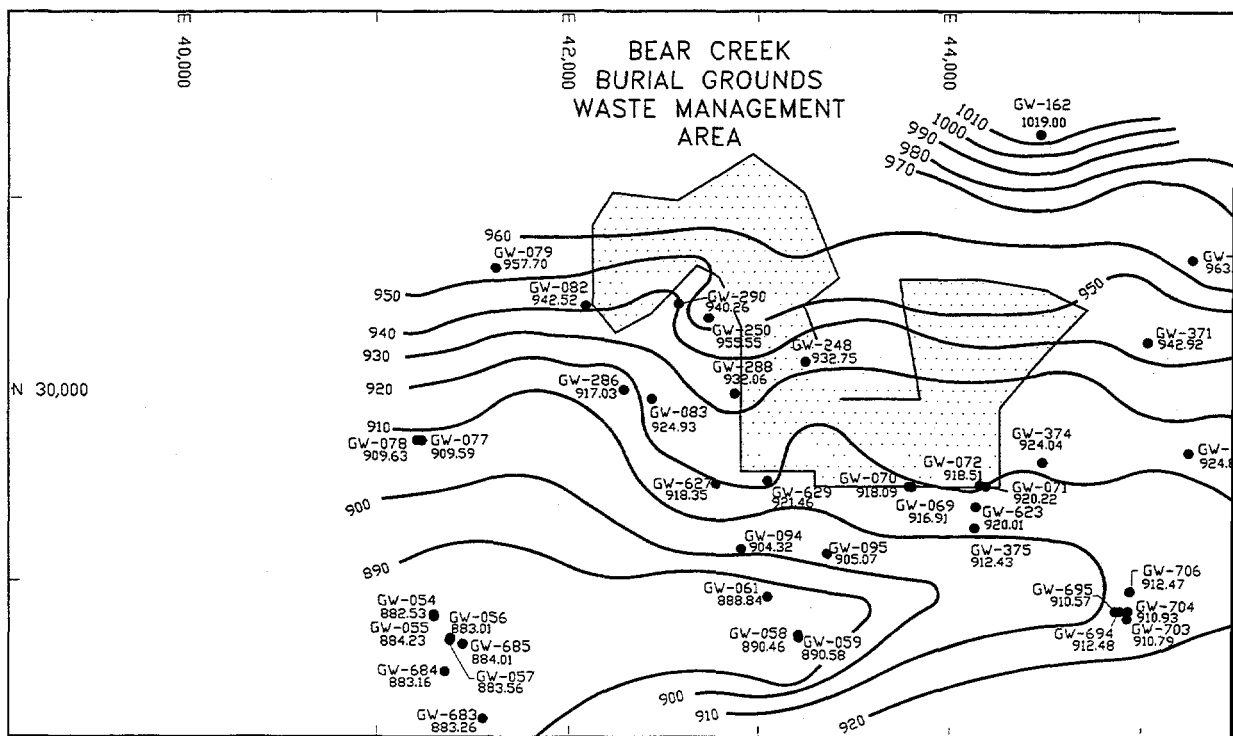 E 40,000
E 42,000
E 44,000
BEAR CREEK
BURIAL GROUNDS
WASTE MANAGEMENT
AREA
GW-162
1019.00
1010
1000
990
980
970
960
GW-079
957.70
GW-
963.
950
GW-082
942.52
GW-290
940.26
950
940
GW-250
955.55
GW-371
942.92
930
GW-248
932.75
GW-288
932.06
920
GW-286
917.03
N 30,000
GW-083
924.93
910
GW-078
909.63
GW-077
909.59
GW-374
924.04
GW-
924.8
GW-627
918.35
GW-629
921.46
GW-070
918.09
GW-072
918.51
GW-071
920.22
GW-069
916.91
GW-623
920.01
900
GW-094
904.32
GW-095
905.07
GW-375
912.43
890
GW-061
888.84
GW-706
912.47
GW-695
910.57
GW-704
910.93
GW-054
882.53
GW-056
883.01
GW-055
884.23
GW-685
884.01
GW-058
890.46
GW-059
890.58
GW-694
912.48
GW-703
910.79
GW-684
883.16
GW-057
883.56
900
910
920
GW-683
883.26